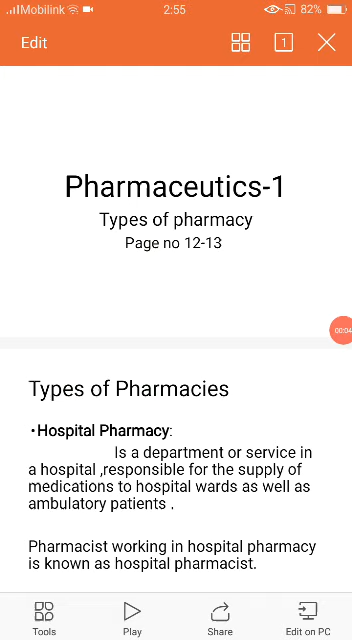 Mobilink 2:55 82%
Edit 1
Pharmaceutics-1
Types of pharmacy
Page no 12-13
00:04
Types of Pharmacies
•Hospital Pharmacy:
Is a department or service in
a hospital ,responsible for the supply of
medications to hospital wards as well as
ambulatory patients .
Pharmacist working in hospital pharmacy
is known as hospital pharmacist.
Tools Play Share Edit on PC